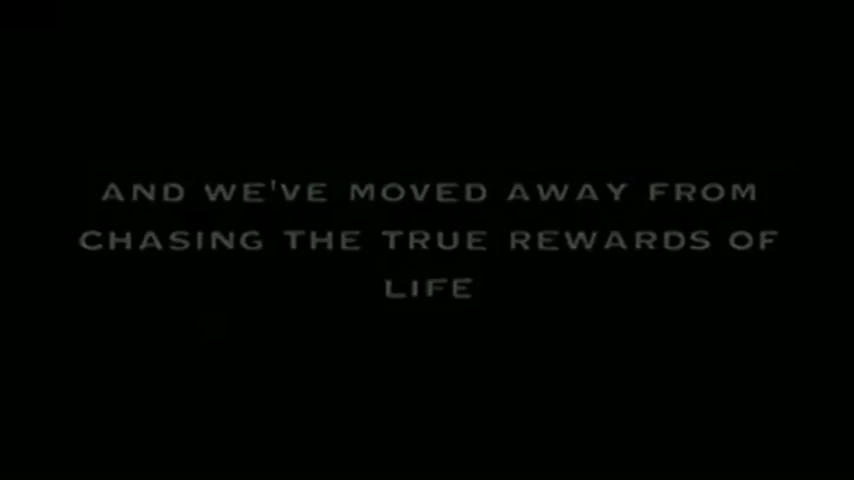 AND WE'VE MOVED AWAY FROM
CHASING THE TRUE REWARDS OF
LIFE